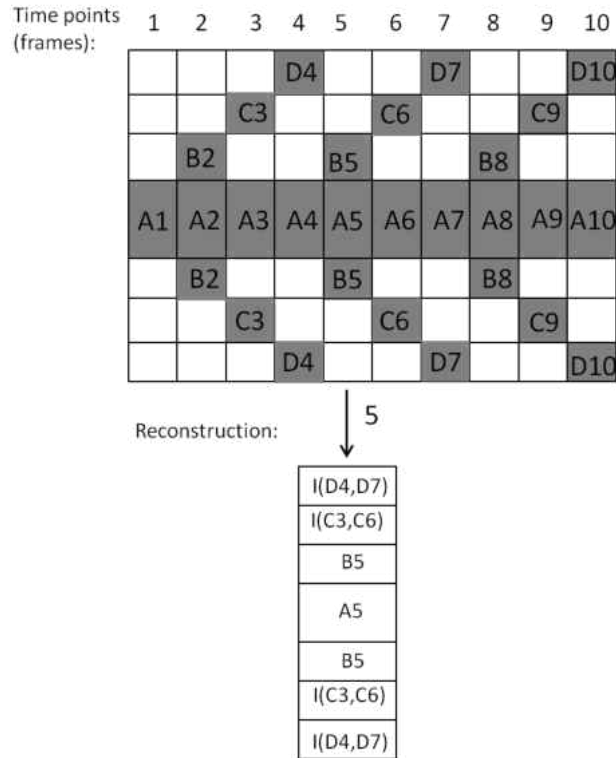 Time points 1 2 3 4 5 6 7 8 9 10
(frames):
D4 D7 D10
C3 C6 C9
B2 B5 B8
A1 A2 A3 A4 A5 A6 A7 A8 A9 A10
B2 B5 B8
C3 C6 C9
D4 D7 D10
5
Reconstruction:
I(D4,D7)
I(C3,C6)
B5
A5
B5
I(C3,C6)
I(D4,D7)